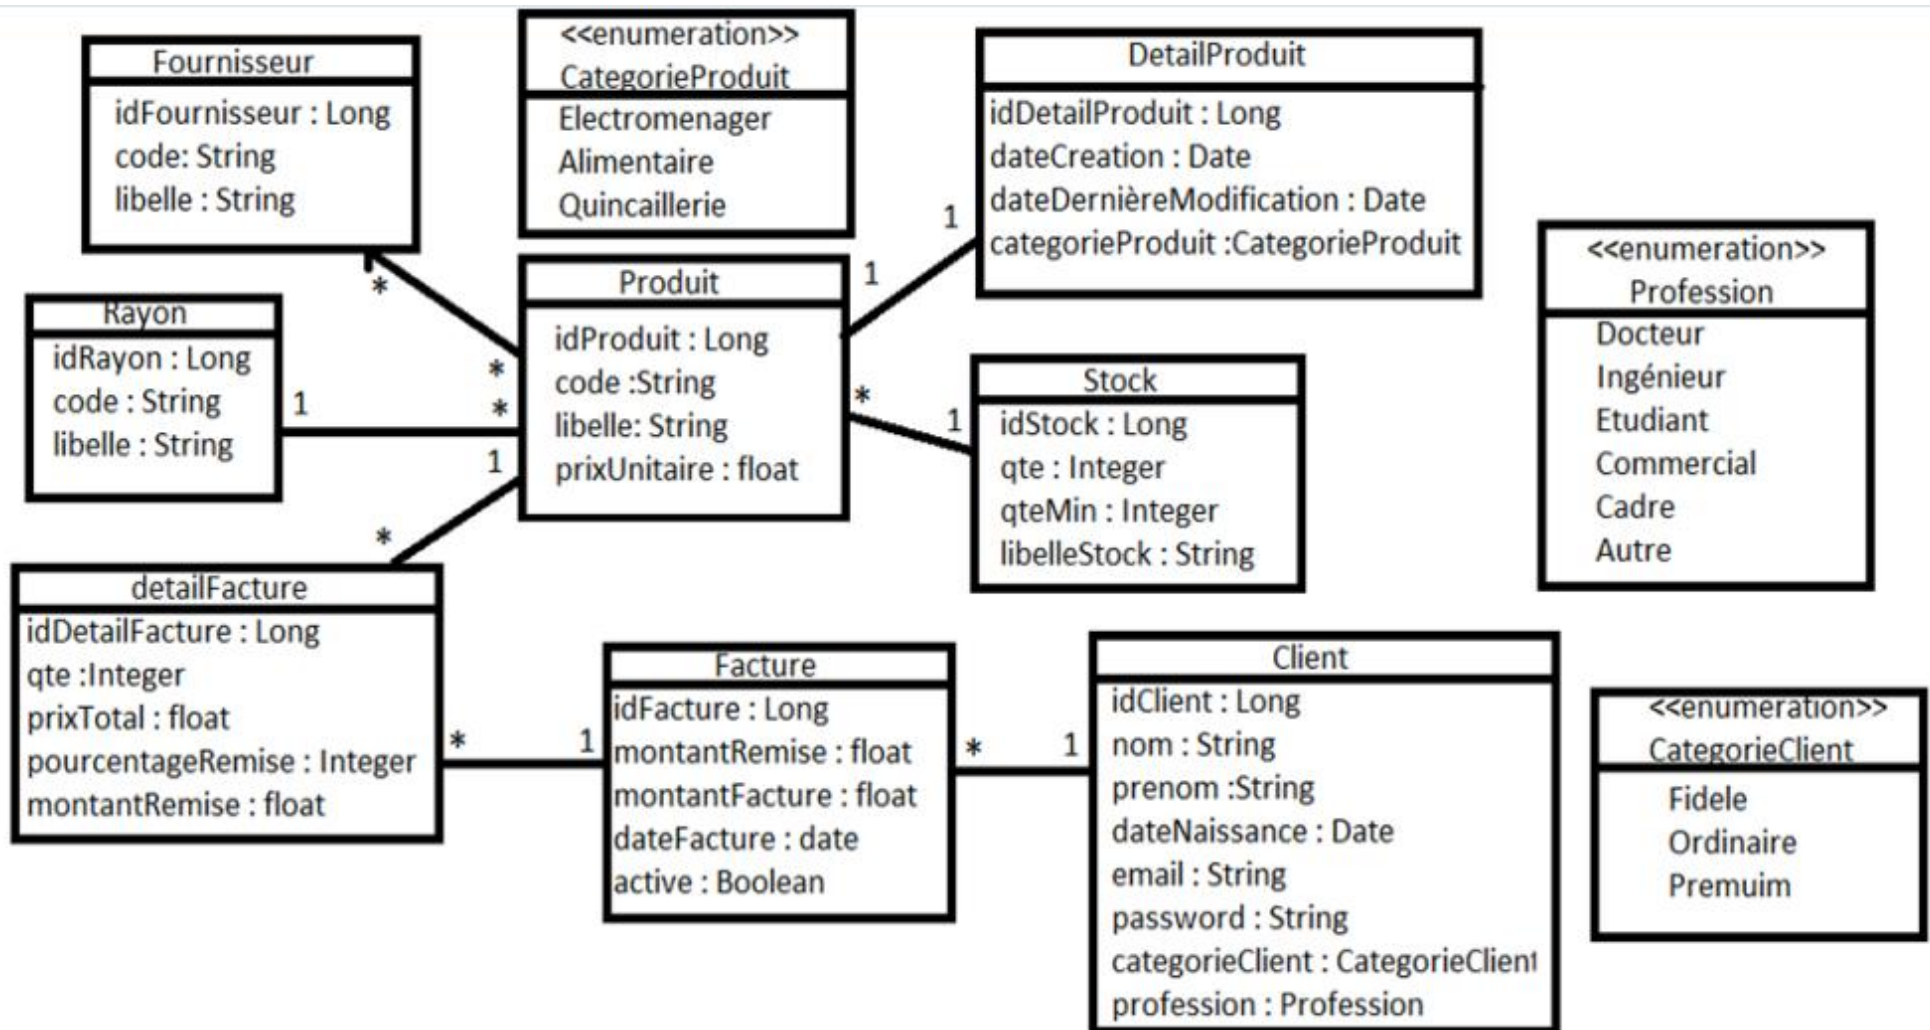 Fournisseur
idFournisseur : Long
code: String
libelle : String
<<enumeration>>
CategorieProduit
Electromenager
Alimentaire
Quincaillerie
DetailProduit
idDetailProduit : Long
dateCreation : Date
dateDernièreModification : Date
categorieProduit :CategorieProduit
<<enumeration>>
Profession
Docteur
Ingénieur
Etudiant
Commercial
Cadre
Autre
*
*
1
1
Rayon
idRayon : Long
code : String
libelle : String
1
*
Produit
idProduit : Long
code :String
libelle: String
prixUnitaire : float
*
1
Stock
idStock : Long
qte : Integer
qteMin : Integer
libelleStock : String
1
*
detailFacture
idDetailFacture : Long
qte :Integer
prixTotal : float
pourcentageRemise : Integer
montantRemise : float
*
1
Facture
idFacture : Long
montantRemise : float
montantFacture : float
dateFacture : date
active : Boolean
*
1
Client
idClient : Long
nom : String
prenom :String
dateNaissance : Date
email : String
password : String
categorieClient : CategorieClient
profession : Profession
<<enumeration>>
CategorieClient
Fidele
Ordinaire
Premuim